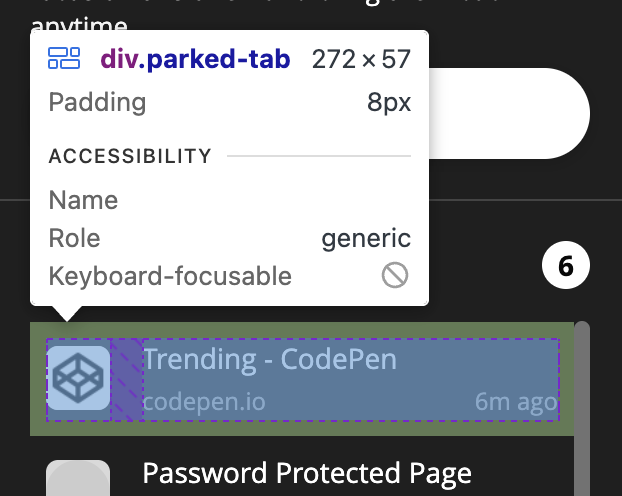 anytime.
div.parked-tab 272 × 57
Padding 8px
ACCESSIBILITY
Name
Role generic
Keyboard-focusable
6
Trending - CodePen
codepen.io 6m ago
Password Protected Page